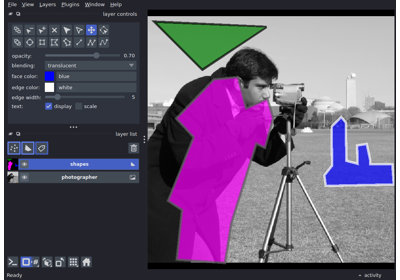 File View Layers Plugins Window Help
layer controls
opacity: 0.70
blending: translucent
face color: blue
edge color: white
edge width: 5
text: display scale
layer list
shapes
photographer
Ready
activity